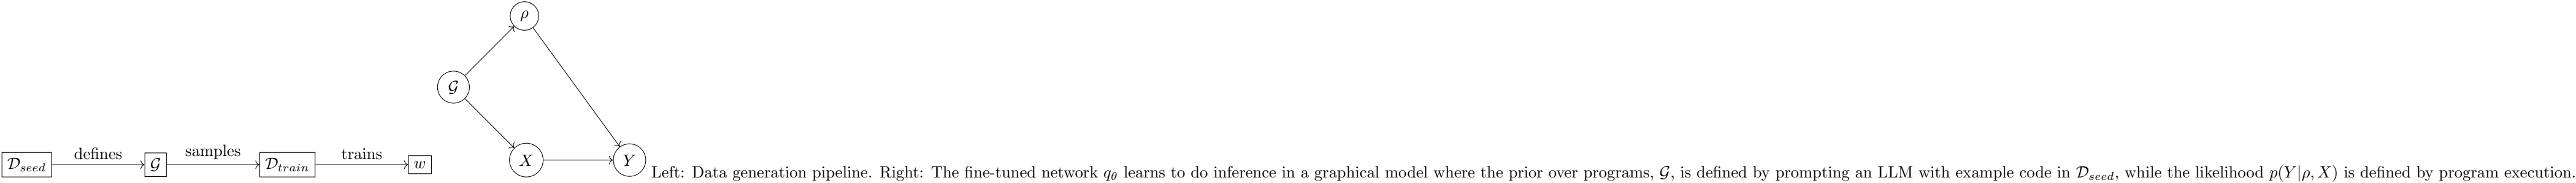 ρ
𝒢
defines samples trains
𝒟_seed 𝒢 𝒟_train w
X Y
Left: Data generation pipeline. Right: The fine-tuned network q_θ learns to do inference in a graphical model where the prior over programs, 𝒢, is defined by prompting an LLM with example code in 𝒟_seed, while the likelihood p(Y|ρ, X) is defined by program execution.